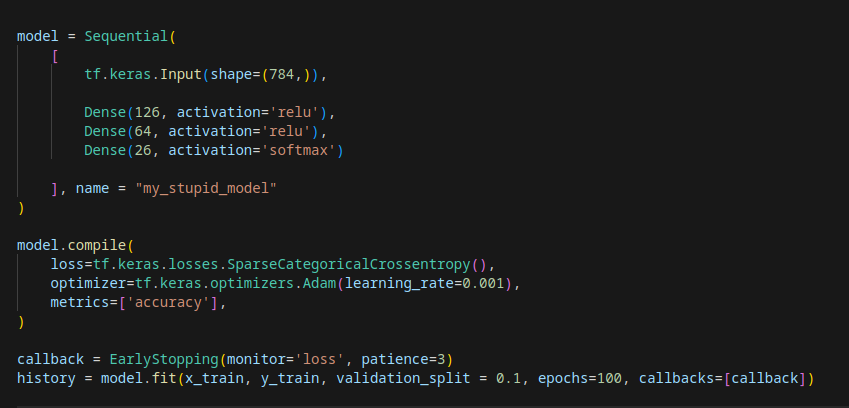 model = Sequential(
    [
        tf.keras.Input(shape=(784,)),

        Dense(126, activation='relu'),
        Dense(64, activation='relu'),
        Dense(26, activation='softmax')

    ], name = "my_stupid_model"
)

model.compile(
    loss=tf.keras.losses.SparseCategoricalCrossentropy(),
    optimizer=tf.keras.optimizers.Adam(learning_rate=0.001),
    metrics=['accuracy'],
)

callback = EarlyStopping(monitor='loss', patience=3)
history = model.fit(x_train, y_train, validation_split = 0.1, epochs=100, callbacks=[callback])